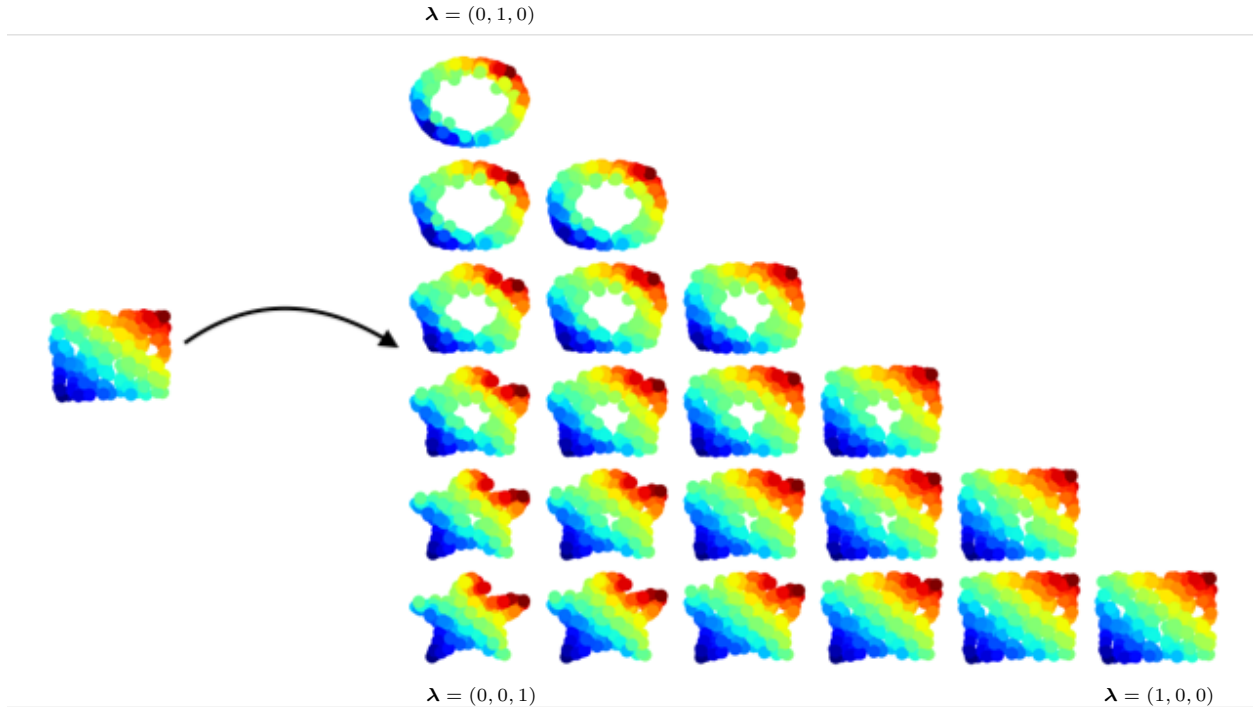 𝝀 = (0, 1, 0)
𝝀 = (0, 0, 1)
𝝀 = (1, 0, 0)